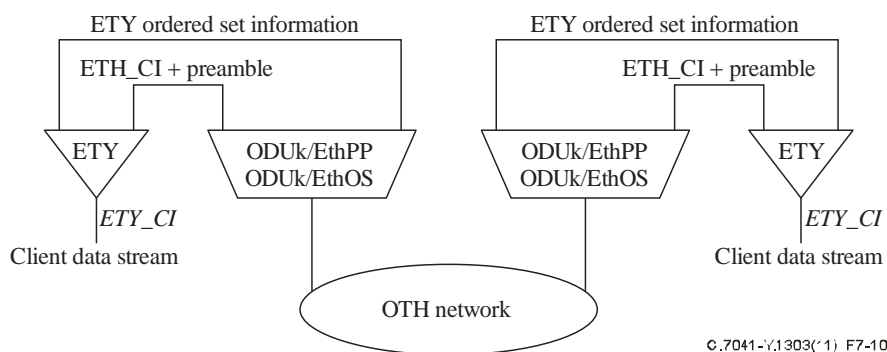 ETY ordered set information
ETY ordered set information
ETH_CI + preamble
ETH_CI + preamble
ETY
ODUk/EthPP
ODUk/EthOS
ODUk/EthPP
ODUk/EthOS
ETY
ETY_CI
ETY_CI
Client data stream
Client data stream
OTH network
G.7041-Y.1303(11)_F7-10